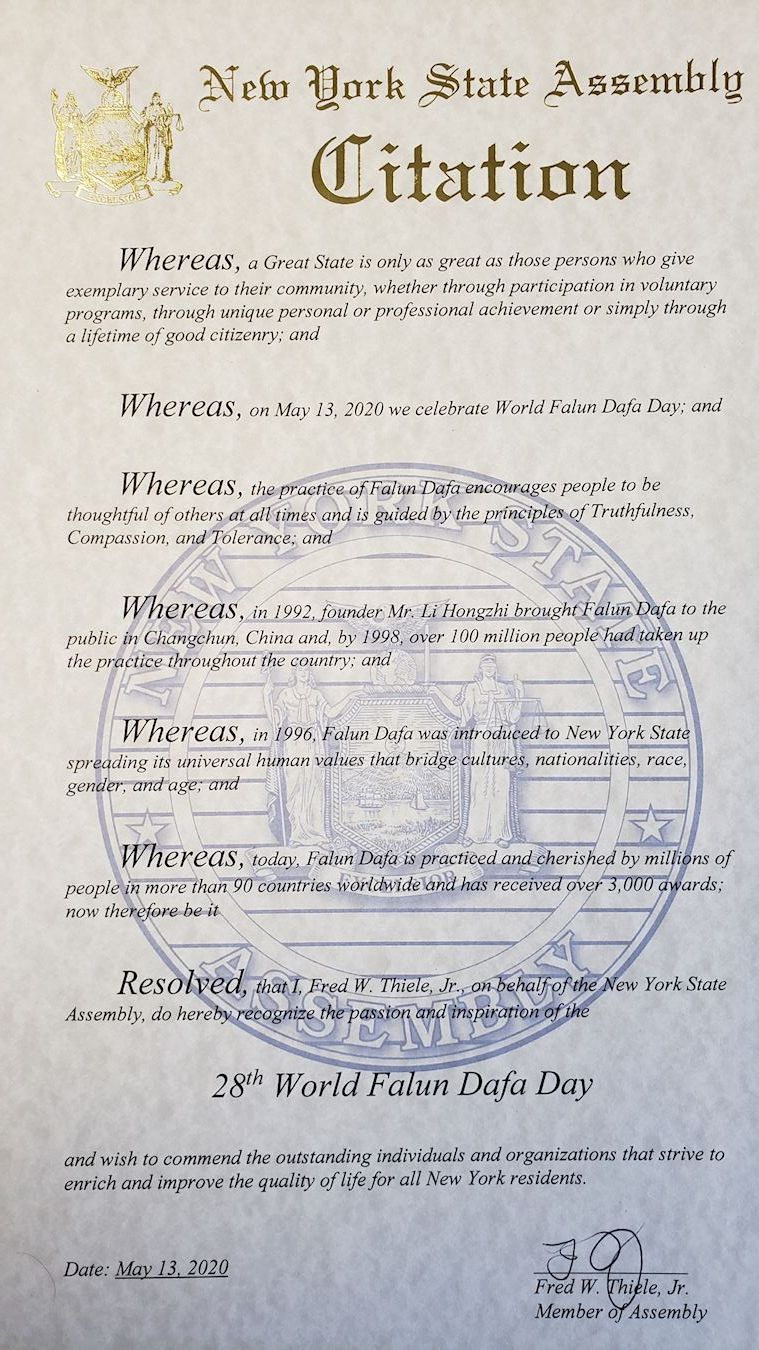 New York State Assembly
Citation
EXCELSIOR
Whereas, a Great State is only as great as those persons who give
exemplary service to their community, whether through participation in voluntary
programs, through unique personal or professional achievement or simply through
a lifetime of good citizenry; and
Whereas, on May 13, 2020 we celebrate World Falun Dafa Day; and
Whereas, the practice of Falun Dafa encourages people to be
thoughtful of others at all times and is guided by the principles of Truthfulness,
Compassion, and Tolerance; and
Whereas, in 1992, founder Mr. Li Hongzhi brought Falun Dafa to the
public in Changchun, China and, by 1998, over 100 million people had taken up
the practice throughout the country; and
Whereas, in 1996, Falun Dafa was introduced to New York State
spreading its universal human values that bridge cultures, nationalities, race,
gender, and age; and
Whereas, today, Falun Dafa is practiced and cherished by millions of
people in more than 90 countries worldwide and has received over 3,000 awards;
now therefore be it
Resolved, that I, Fred W. Thiele, Jr., on behalf of the New York State
Assembly, do hereby recognize the passion and inspiration of the
28th World Falun Dafa Day
and wish to commend the outstanding individuals and organizations that strive to
enrich and improve the quality of life for all New York residents.
Date: May 13, 2020
Fred W. Thiele, Jr.
Member of Assembly
NEW YORK STATE
EXCELSIOR
ASSEMBLY